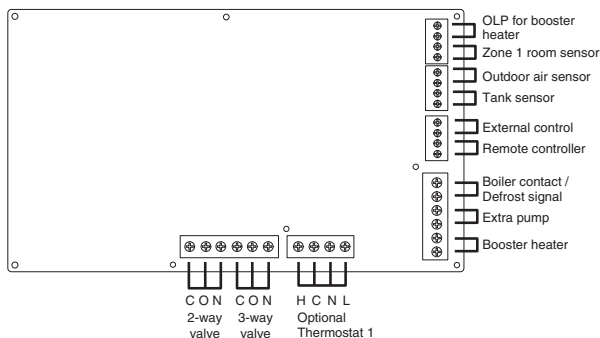 OLP for booster
heater
Zone 1 room sensor
Outdoor air sensor
Tank sensor
External control
Remote controller
Boiler contact /
Defrost signal
Extra pump
Booster heater
C O N C O N H C N L
2-way 3-way Optional
valve valve Thermostat 1